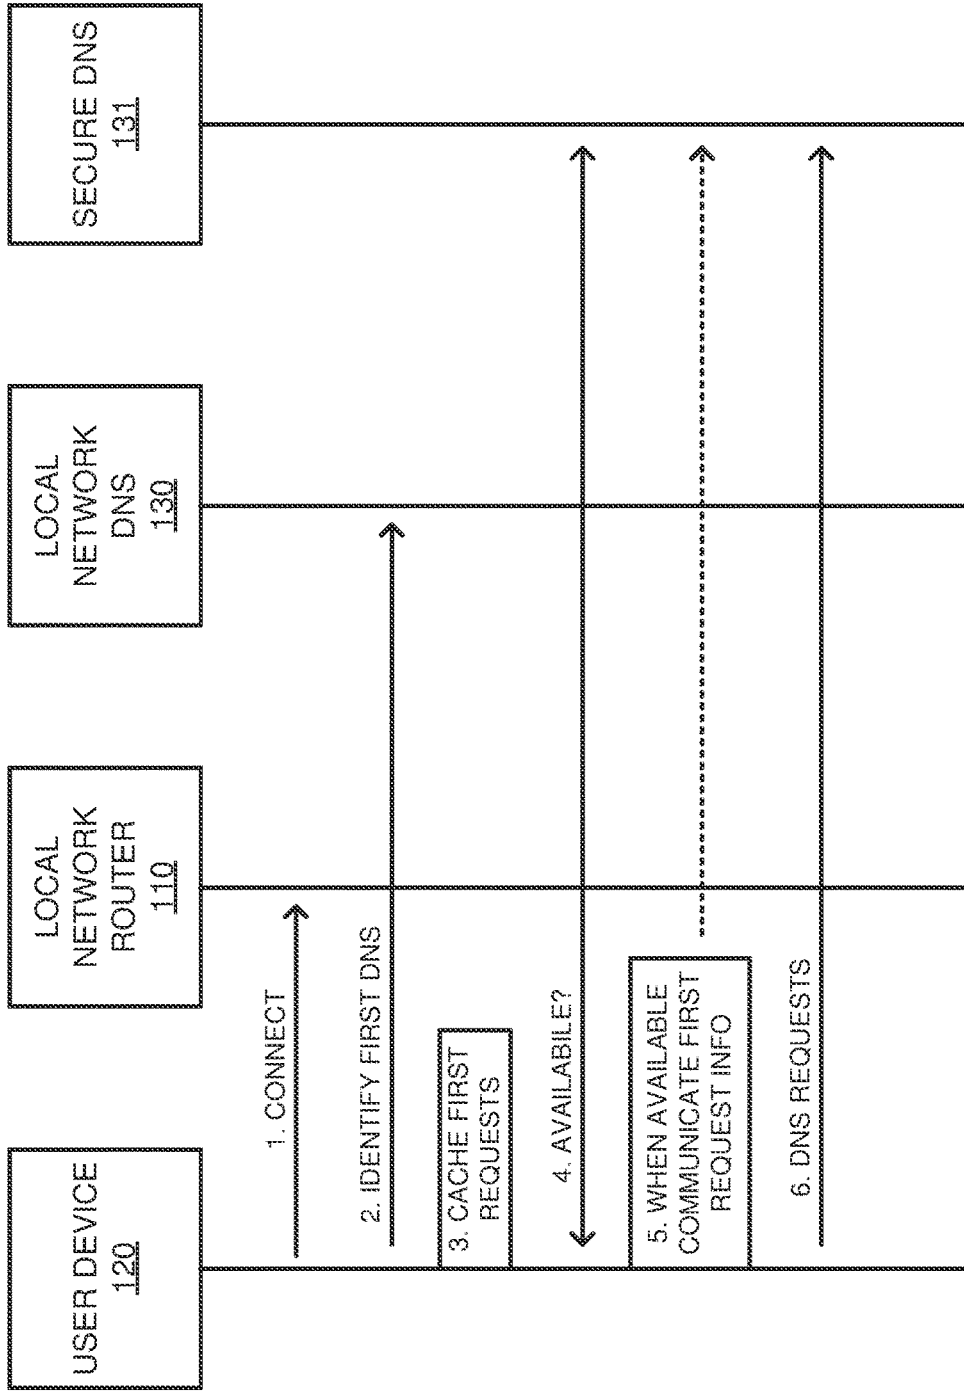 USER DEVICE
120
LOCAL
NETWORK
ROUTER
110
LOCAL
NETWORK
DNS
130
SECURE DNS
131
1. CONNECT
2. IDENTIFY FIRST DNS
3. CACHE FIRST
REQUESTS
4. AVAILABILE?
5. WHEN AVAILABLE
COMMUNICATE FIRST
REQUEST INFO
6. DNS REQUESTS